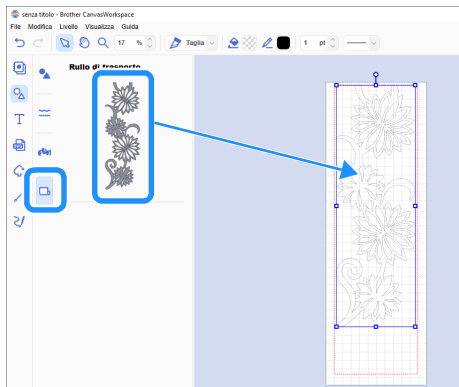 senza titolo - Brother CanvasWorkspace
File Modifica Livello Visualizza Guida
17 % Taglia 1 pt
Rullo di trasporto
T